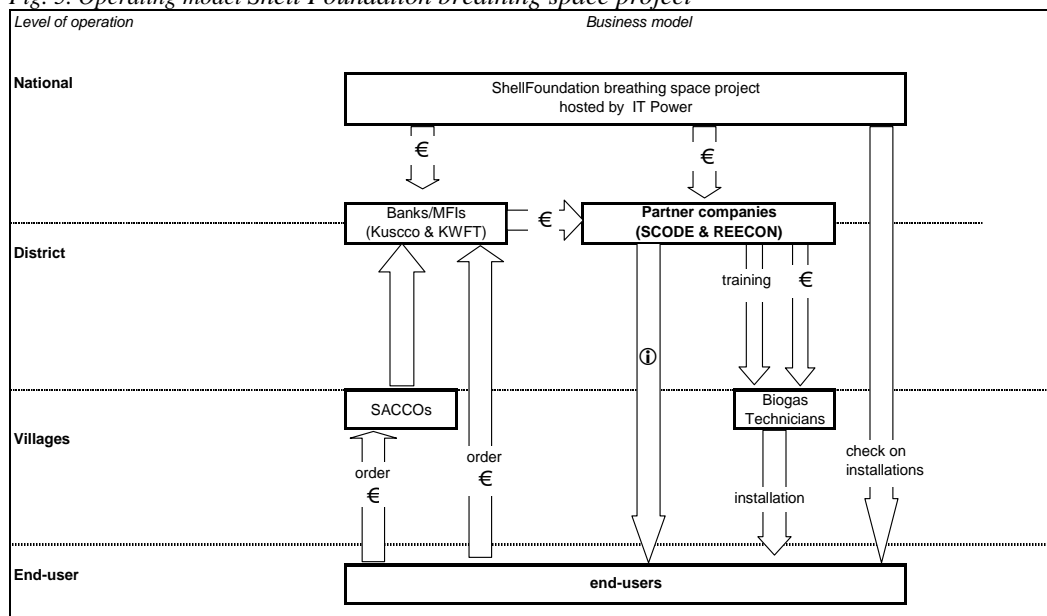 Fig. 5. Operating model Shell Foundation breathing space project
Level of operation
Business model
National
ShellFoundation breathing space project
hosted by IT Power
€
€
Banks/MFIs
(Kuscco & KWFT)
€
Partner companies
(SCODE & REECON)
District
training
€
i
SACCOs
Biogas
Technicians
Villages
order
€
order
€
installation
check on
installations
End-user
end-users